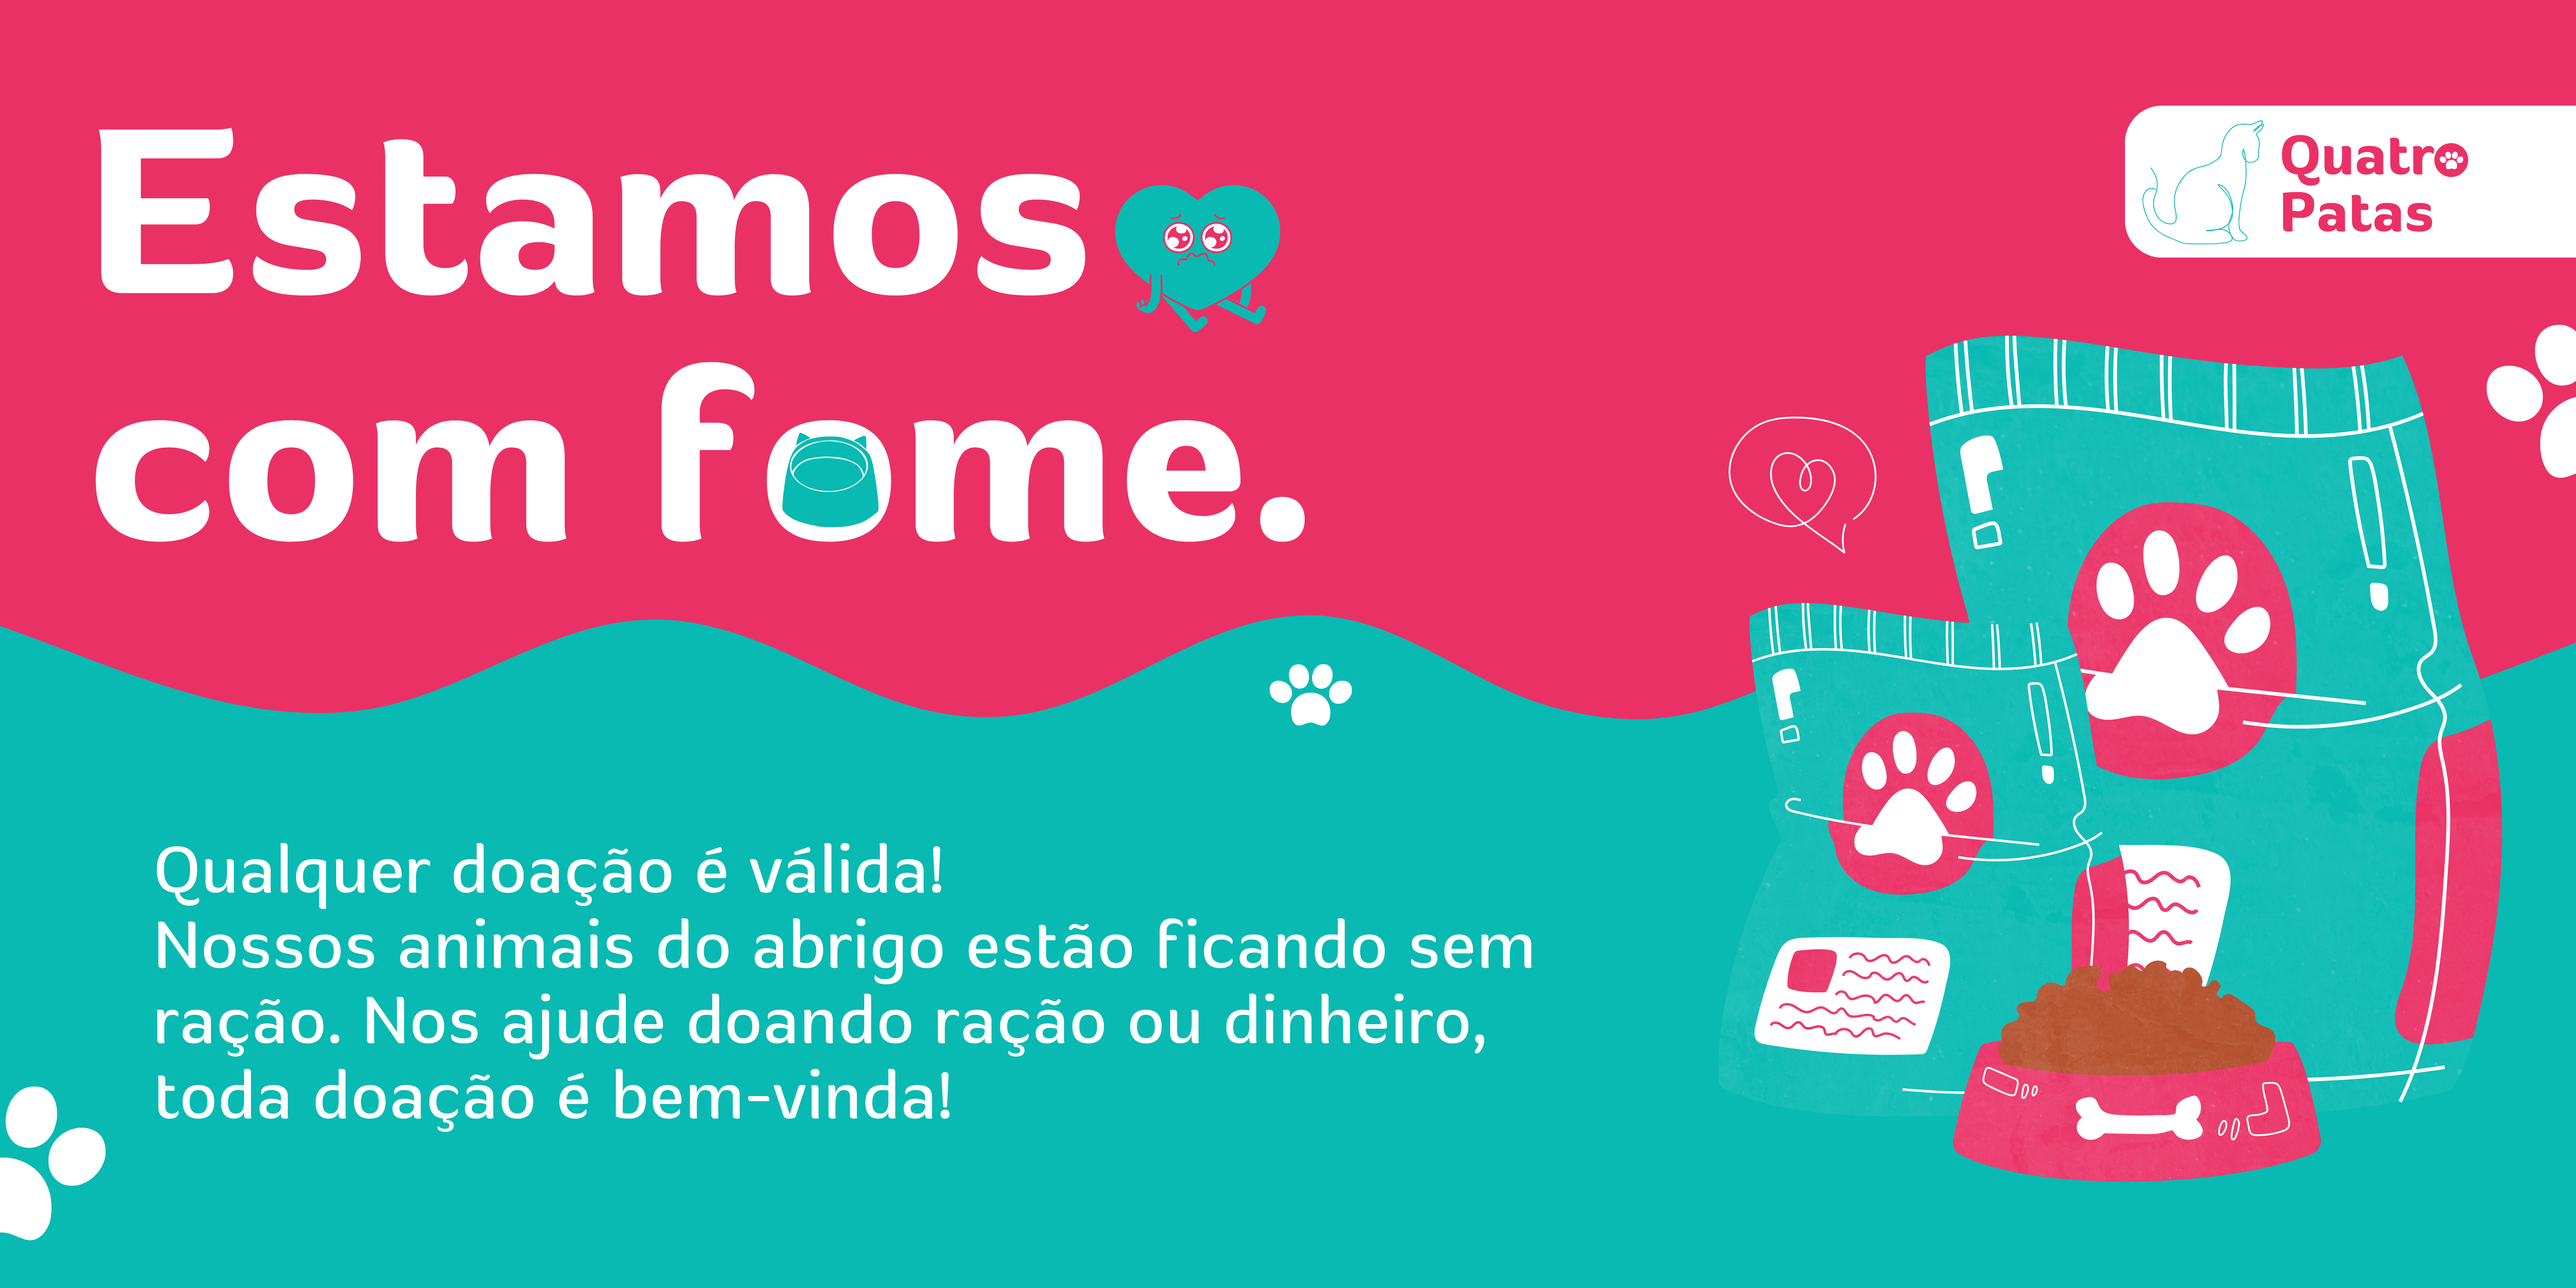 Estamos
com fome.
Quatro
Patas
Qualquer doação é válida!
Nossos animais do abrigo estão ficando sem
ração. Nos ajude doando ração ou dinheiro,
toda doação é bem-vinda!